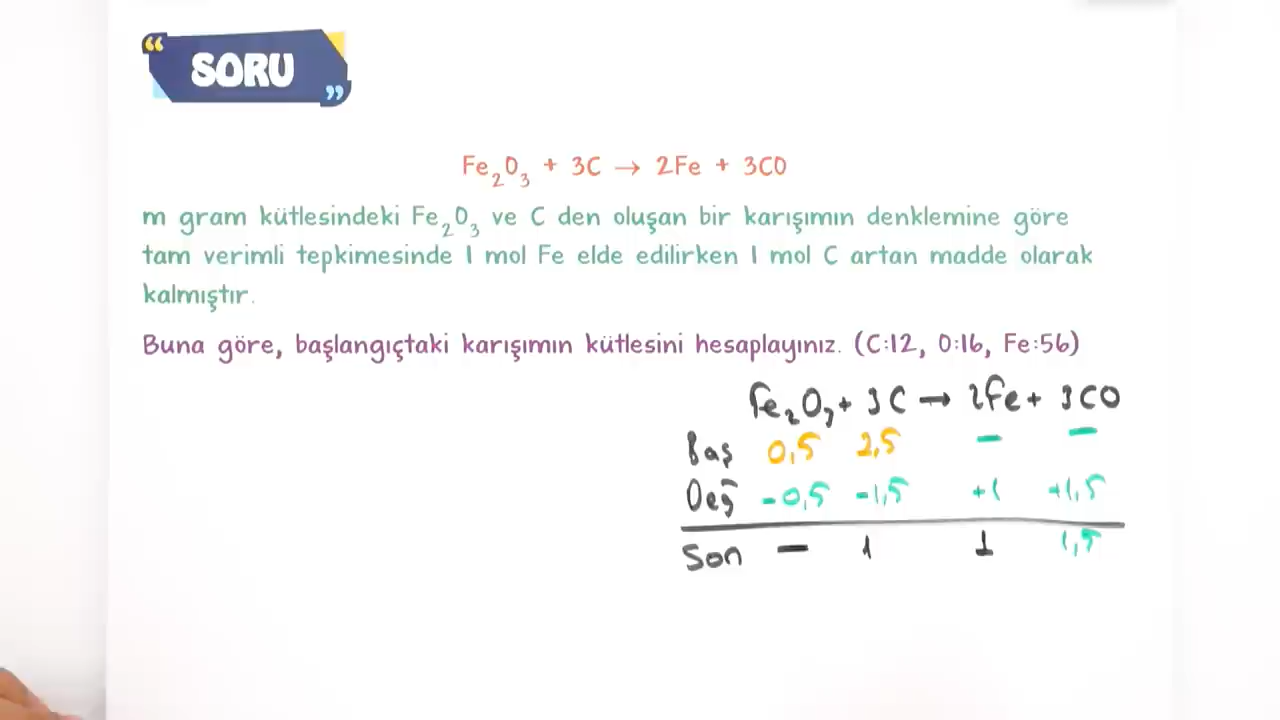 “ SORU ”
Fe₂O₃ + 3C → 2Fe + 3CO
m gram kütlesindeki Fe₂O₃ ve C den oluşan bir karışımın denklemine göre
tam verimli tepkimesinde 1 mol Fe elde edilirken 1 mol C artan madde olarak
kalmıştır.
Buna göre, başlangıçtaki karışımın kütlesini hesaplayınız. (C:12, O:16, Fe:56)
Fe₂O₃ + 3C → 2Fe + 3CO
Baş 0,5 2,5 – –
Değ -0,5 -1,5 +1 +1,5
Son – 1 1 1,5